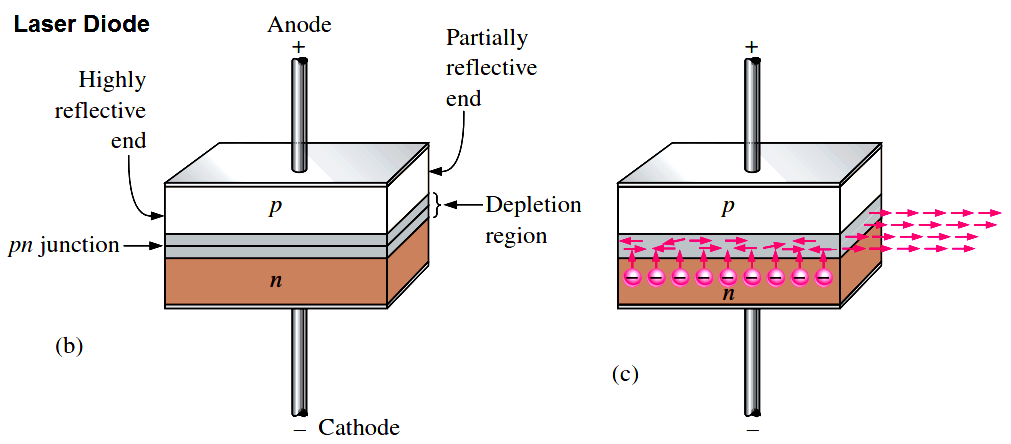 Laser Diode
Anode
+
Partially
reflective
end
Highly
reflective
end
p
Depletion
region
pn junction
n
(b)
– Cathode
+
p
– – – – – – – – –
n
(c)
–